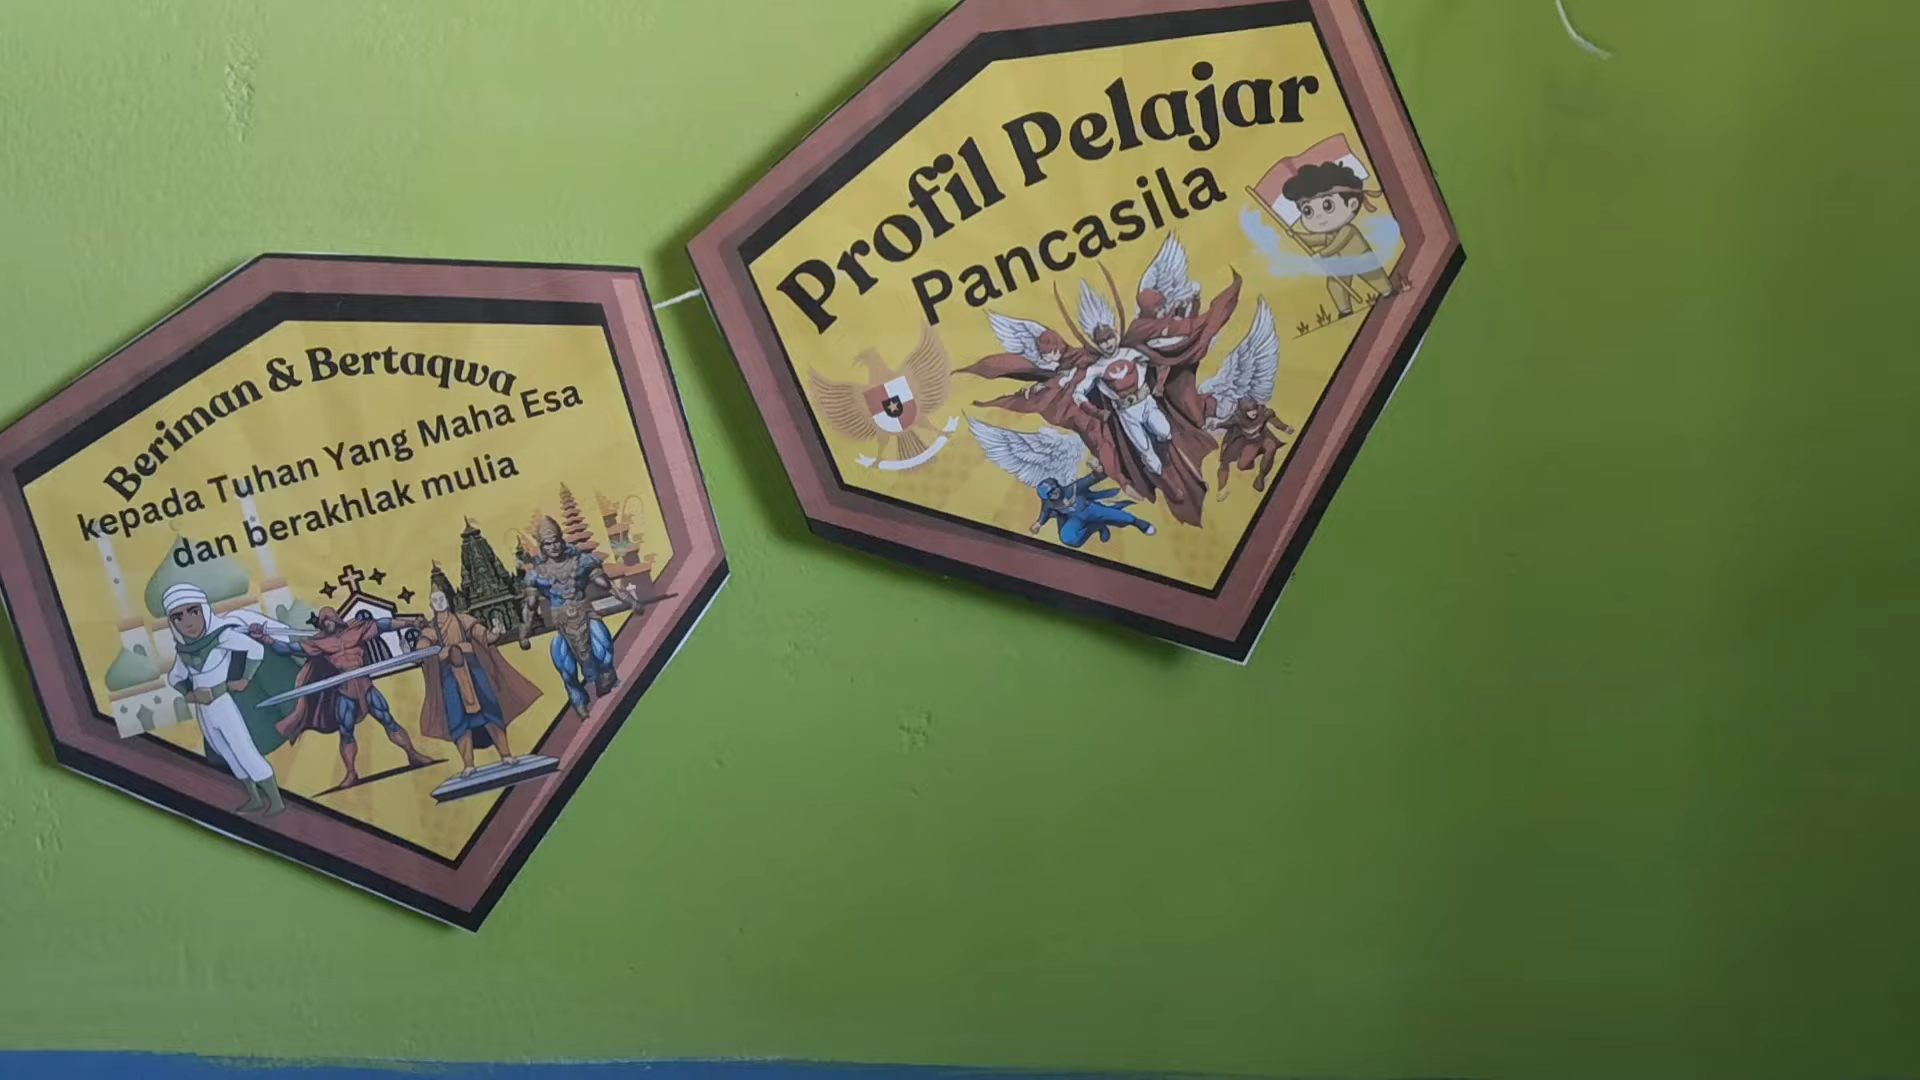 Beriman & Bertaqwa
kepada Tuhan Yang Maha Esa
dan berakhlak mulia
Profil Pelajar
Pancasila